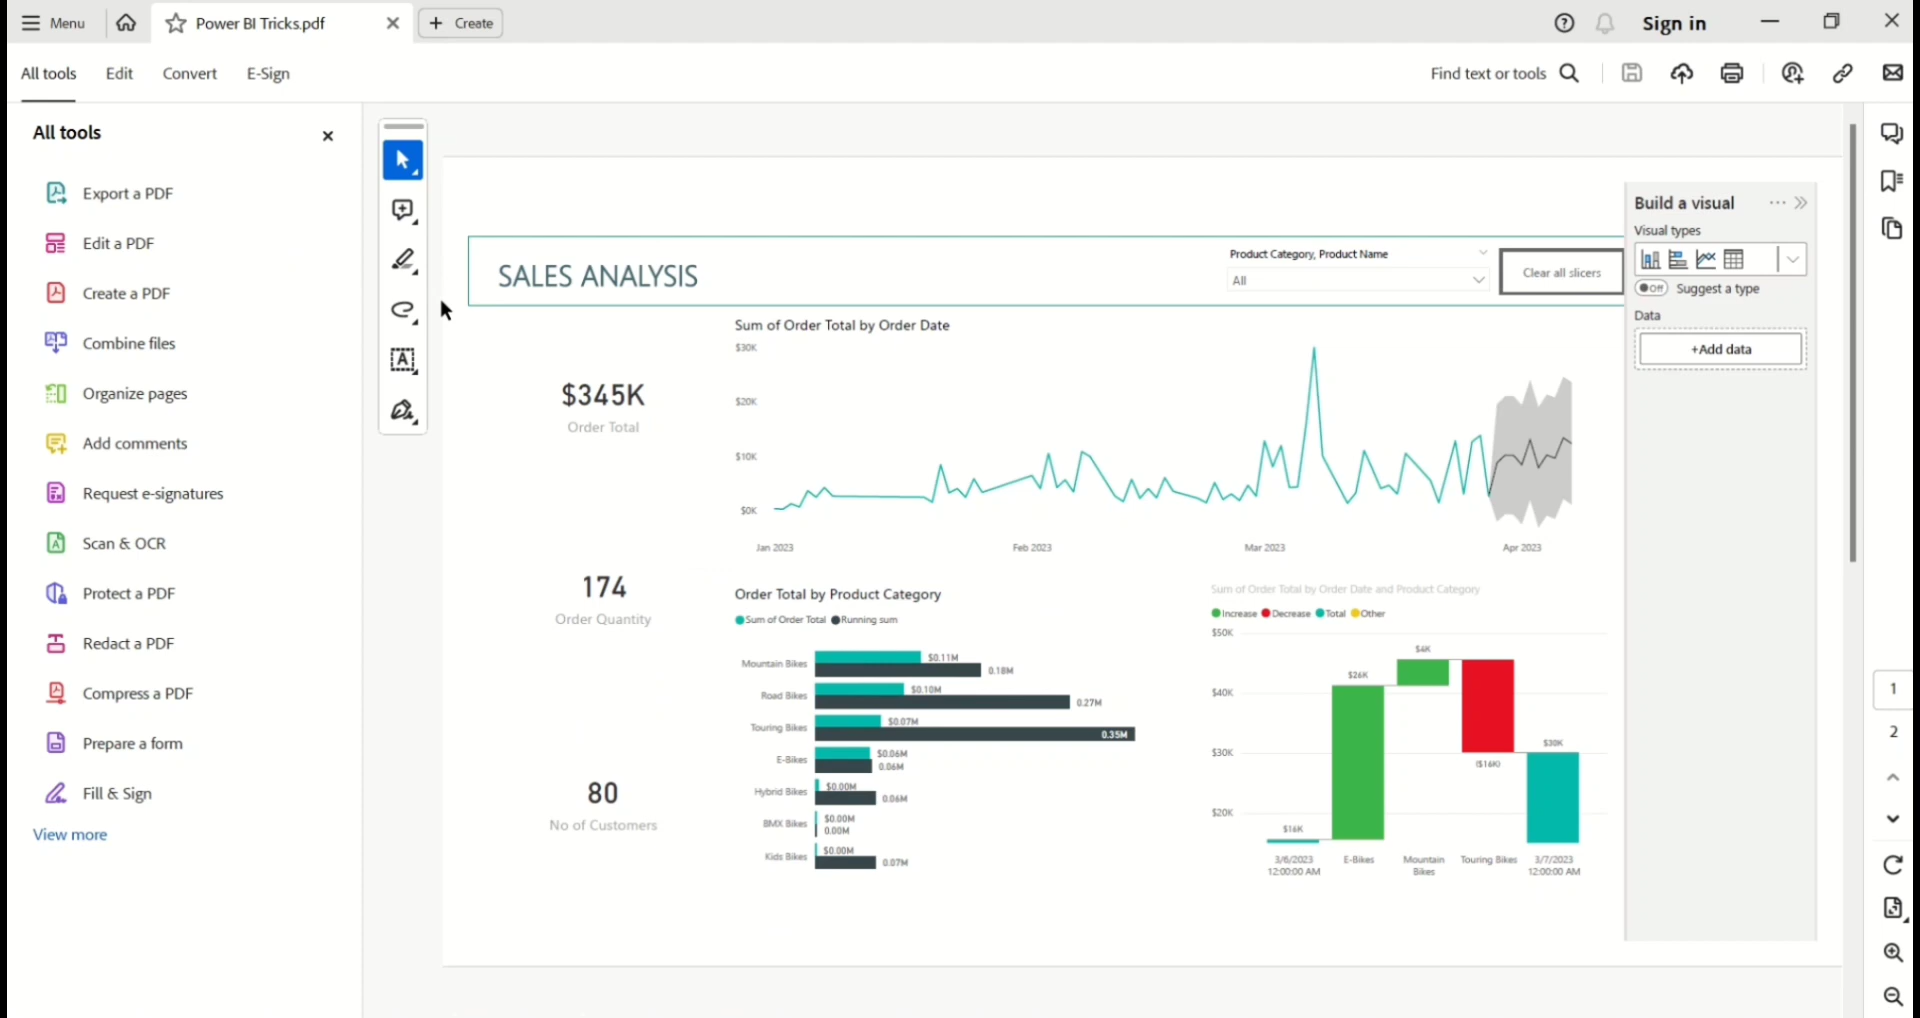 Menu
Power BI Tricks.pdf
Create
Sign in
All tools
Edit
Convert
E-Sign
Find text or tools
All tools
Export a PDF
Edit a PDF
Create a PDF
Combine files
Organize pages
Add comments
Request e-signatures
Scan & OCR
Protect a PDF
Redact a PDF
Compress a PDF
Prepare a form
Fill & Sign
View more
SALES ANALYSIS
Product Category, Product Name
All
Clear all slicers
$345K
Order Total
174
Order Quantity
80
No of Customers
Sum of Order Total by Order Date
$30K
$20K
$10K
$0K
Jan 2023
Feb 2023
Mar 2023
Apr 2023
Order Total by Product Category
Sum of Order Total Running sum
Mountain Bikes $0.11M
0.18M
Road Bikes $0.10M
0.27M
Touring Bikes $0.07M
0.35M
E-Bikes $0.06M
0.06M
Hybrid Bikes $0.00M
0.06M
BMX Bikes $0.00M
0.00M
Kids Bikes $0.00M
0.07M
Sum of Order Total by Order Date and Product Category
Increase Decrease Total Other
$50K
$40K
$30K
$20K
$16K
$26K
$4K
($16K)
$30K
3/6/2023
12:00:00 AM
E-Bikes
Mountain
Bikes
Touring Bikes
3/7/2023
12:00:00 AM
Build a visual
Visual types
Off Suggest a type
Data
+Add data
1
2